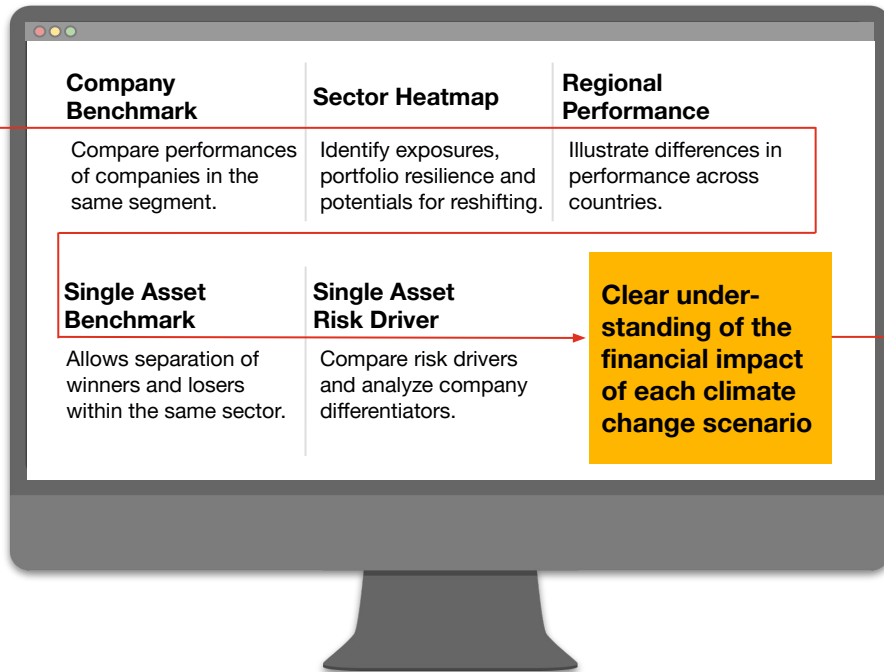 Company
Benchmark
Compare performances
of companies in the
same segment.
Sector Heatmap
Identify exposures,
portfolio resilience and
potentials for reshifting.
Regional
Performance
Illustrate differences in
performance across
countries.
Single Asset
Benchmark
Allows separation of
winners and losers
within the same sector.
Single Asset
Risk Driver
Compare risk drivers
and analyze company
differentiators.
Clear under-
standing of the
financial impact
of each climate
change scenario